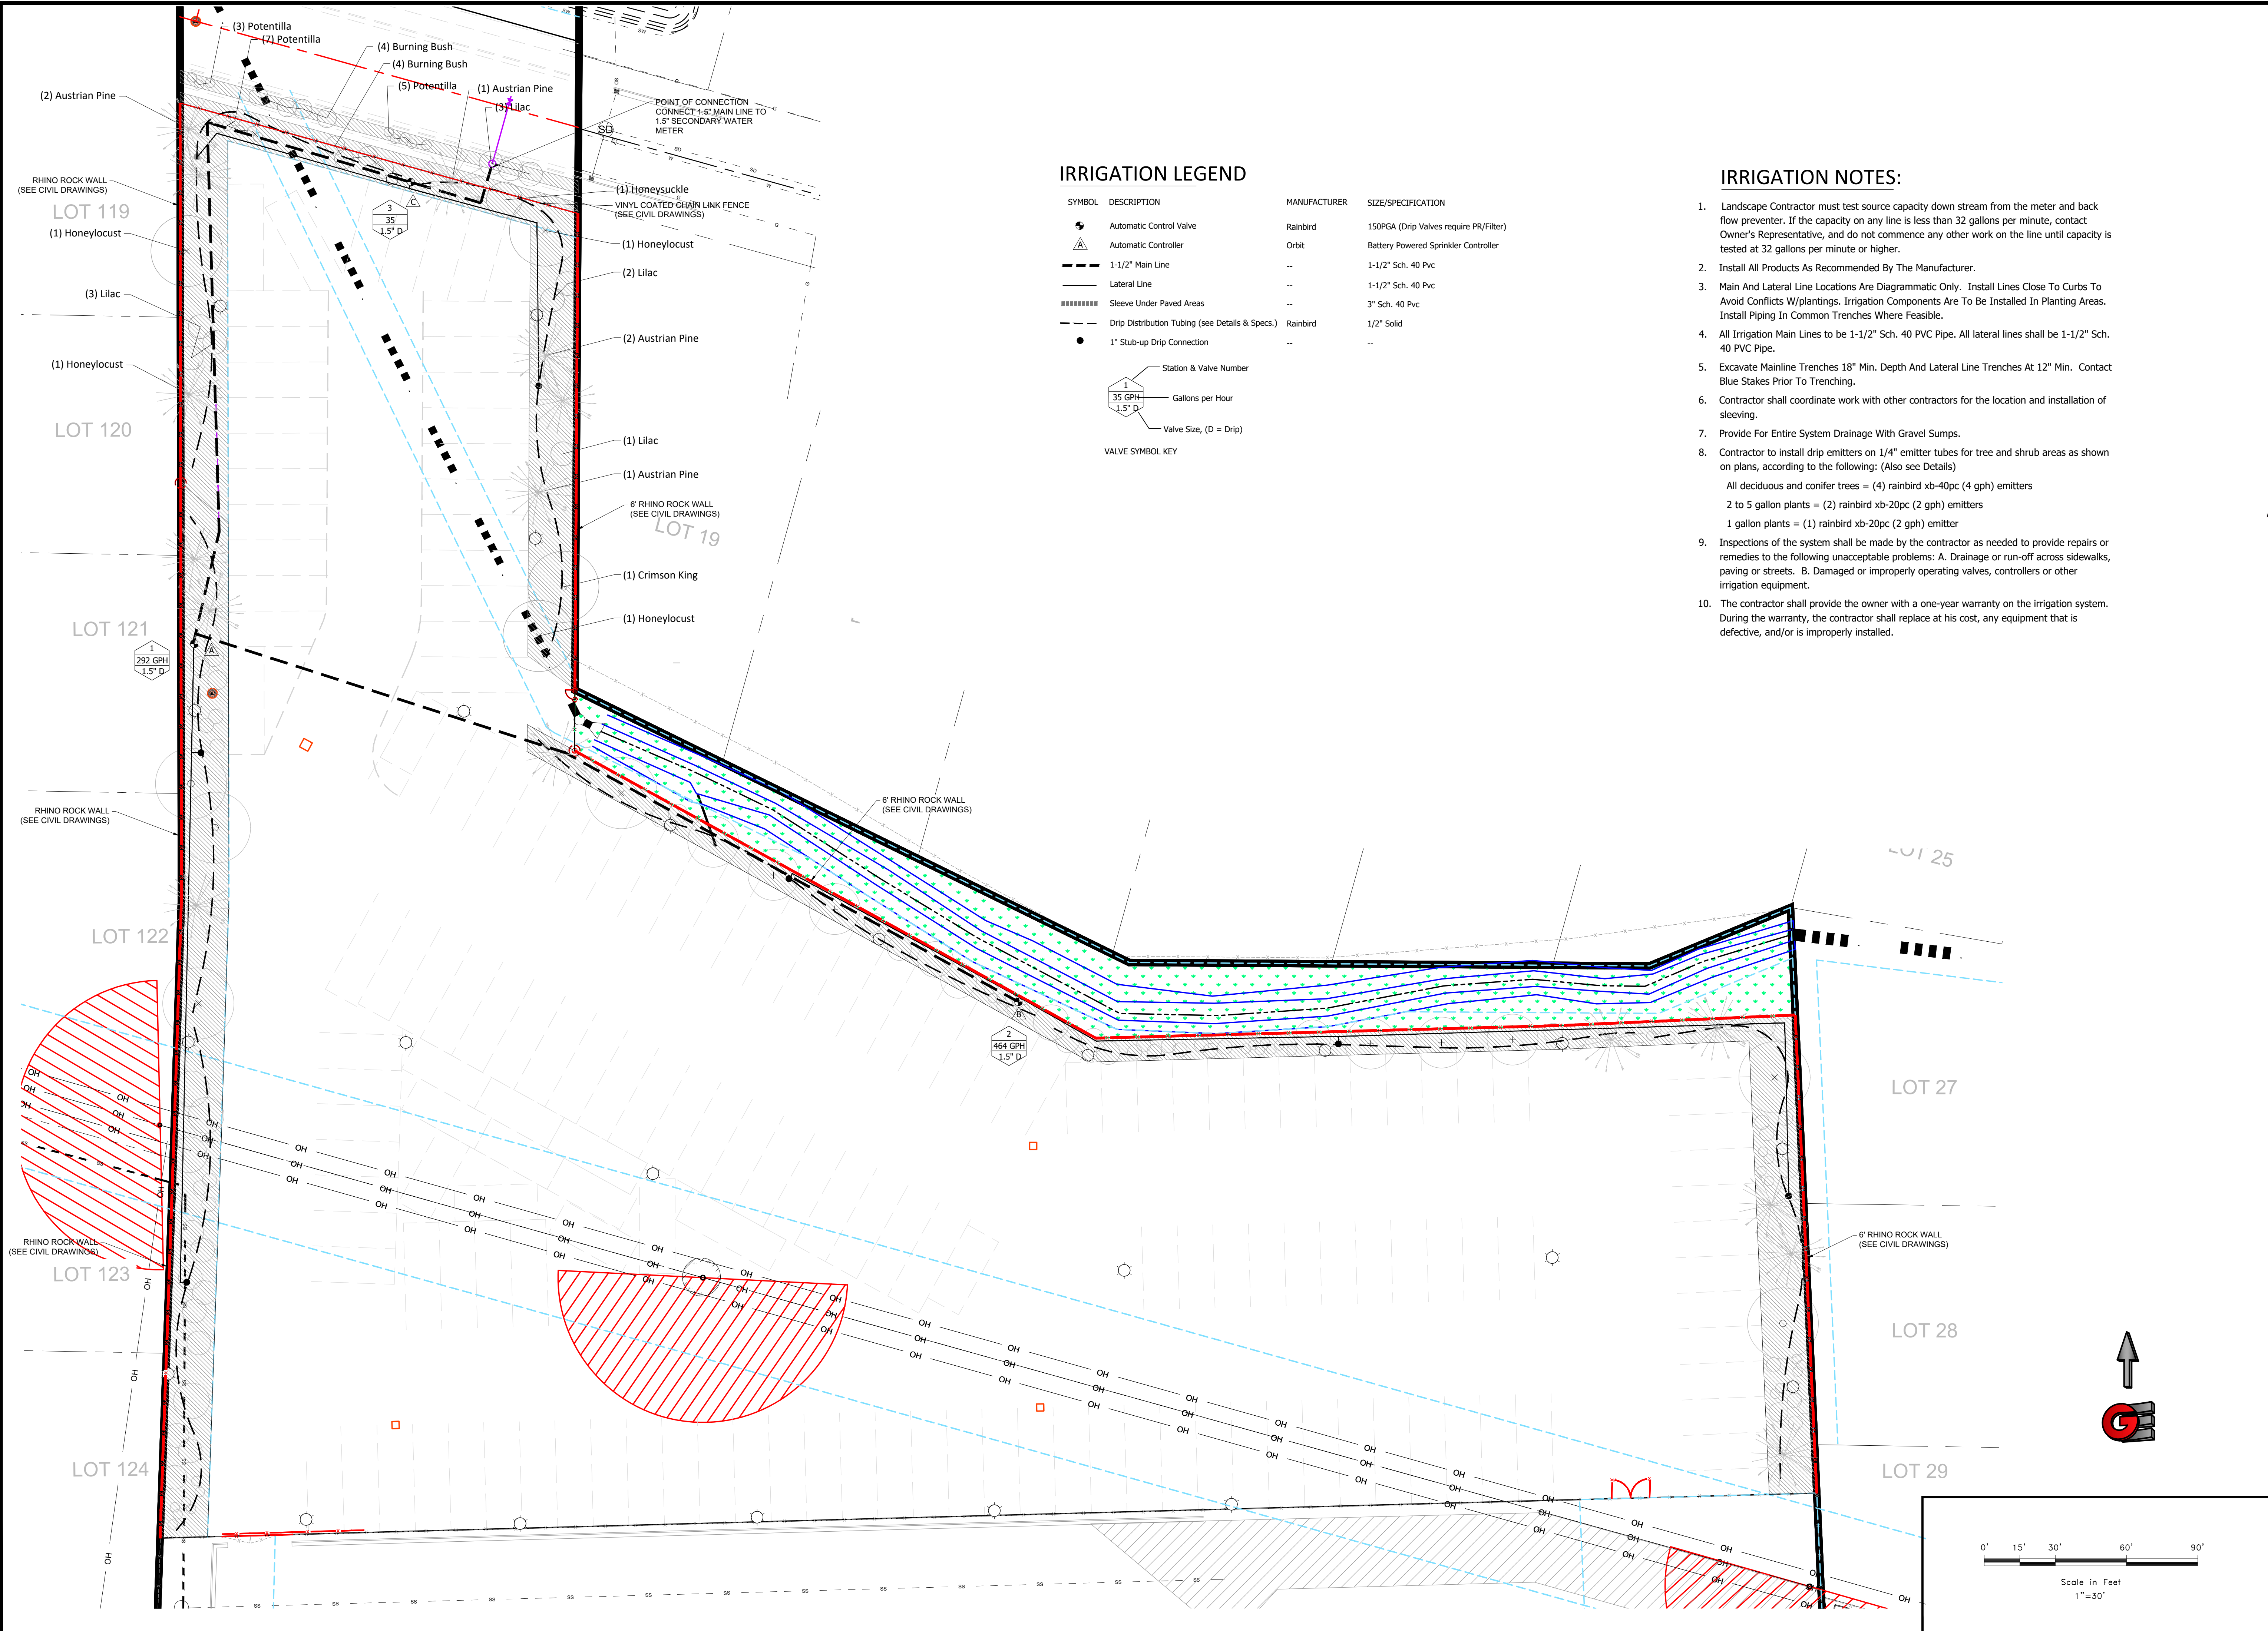 (3) Potentilla
(7) Potentilla
(4) Burning Bush
(4) Burning Bush
(5) Potentilla
(1) Austrian Pine
(3) Lilac
(2) Austrian Pine
POINT OF CONNECTION
CONNECT 1.5" MAIN LINE TO
1.5" SECONDARY WATER
METER
SD
RHINO ROCK WALL
(SEE CIVIL DRAWINGS)
LOT 119
(1) Honeylocust
(3) Lilac
(1) Honeylocust
LOT 120
3
35
1.5" D
C
(1) Honeysuckle
VINYL COATED CHAIN LINK FENCE
(SEE CIVIL DRAWINGS)
(1) Honeylocust
(2) Lilac
(2) Austrian Pine
(1) Lilac
(1) Austrian Pine
6' RHINO ROCK WALL
(SEE CIVIL DRAWINGS)
LOT 19
(1) Crimson King
(1) Honeylocust
LOT 121
1
292 GPH
1.5" D
A
IRRIGATION LEGEND
SYMBOL DESCRIPTION MANUFACTURER SIZE/SPECIFICATION
Automatic Control Valve Rainbird 150PGA (Drip Valves require PR/Filter)
A Automatic Controller Orbit Battery Powered Sprinkler Controller
1-1/2" Main Line -- 1-1/2" Sch. 40 Pvc
Lateral Line -- 1-1/2" Sch. 40 Pvc
Sleeve Under Paved Areas -- 3" Sch. 40 Pvc
Drip Distribution Tubing (see Details & Specs.) Rainbird 1/2" Solid
1" Stub-up Drip Connection -- --
Station & Valve Number
1
35 GPH
1.5" D
Gallons per Hour
Valve Size, (D = Drip)
VALVE SYMBOL KEY
IRRIGATION NOTES:
1. Landscape Contractor must test source capacity down stream from the meter and back
flow preventer. If the capacity on any line is less than 32 gallons per minute, contact
Owner's Representative, and do not commence any other work on the line until capacity is
tested at 32 gallons per minute or higher.
2. Install All Products As Recommended By The Manufacturer.
3. Main And Lateral Line Locations Are Diagrammatic Only. Install Lines Close To Curbs To
Avoid Conflicts W/plantings. Irrigation Components Are To Be Installed In Planting Areas.
Install Piping In Common Trenches Where Feasible.
4. All Irrigation Main Lines to be 1-1/2" Sch. 40 PVC Pipe. All lateral lines shall be 1-1/2" Sch.
40 PVC Pipe.
5. Excavate Mainline Trenches 18" Min. Depth And Lateral Line Trenches At 12" Min. Contact
Blue Stakes Prior To Trenching.
6. Contractor shall coordinate work with other contractors for the location and installation of
sleeving.
7. Provide For Entire System Drainage With Gravel Sumps.
8. Contractor to install drip emitters on 1/4" emitter tubes for tree and shrub areas as shown
on plans, according to the following: (Also see Details)
All deciduous and conifer trees = (4) rainbird xb-40pc (4 gph) emitters
2 to 5 gallon plants = (2) rainbird xb-20pc (2 gph) emitters
1 gallon plants = (1) rainbird xb-20pc (2 gph) emitter
9. Inspections of the system shall be made by the contractor as needed to provide repairs or
remedies to the following unacceptable problems: A. Drainage or run-off across sidewalks,
paving or streets. B. Damaged or improperly operating valves, controllers or other
irrigation equipment.
10. The contractor shall provide the owner with a one-year warranty on the irrigation system.
During the warranty, the contractor shall replace at his cost, any equipment that is
defective, and/or is improperly installed.
RHINO ROCK WALL
(SEE CIVIL DRAWINGS)
6' RHINO ROCK WALL
(SEE CIVIL DRAWINGS)
LOT 25
LOT 122
B
2
464 GPH
1.5" D
LOT 27
6' RHINO ROCK WALL
(SEE CIVIL DRAWINGS)
RHINO ROCK WALL
(SEE CIVIL DRAWINGS)
LOT 123
LOT 28
LOT 124
LOT 29
OH
SS
G
0' 15' 30' 60' 90'
Scale in Feet
1"=30'